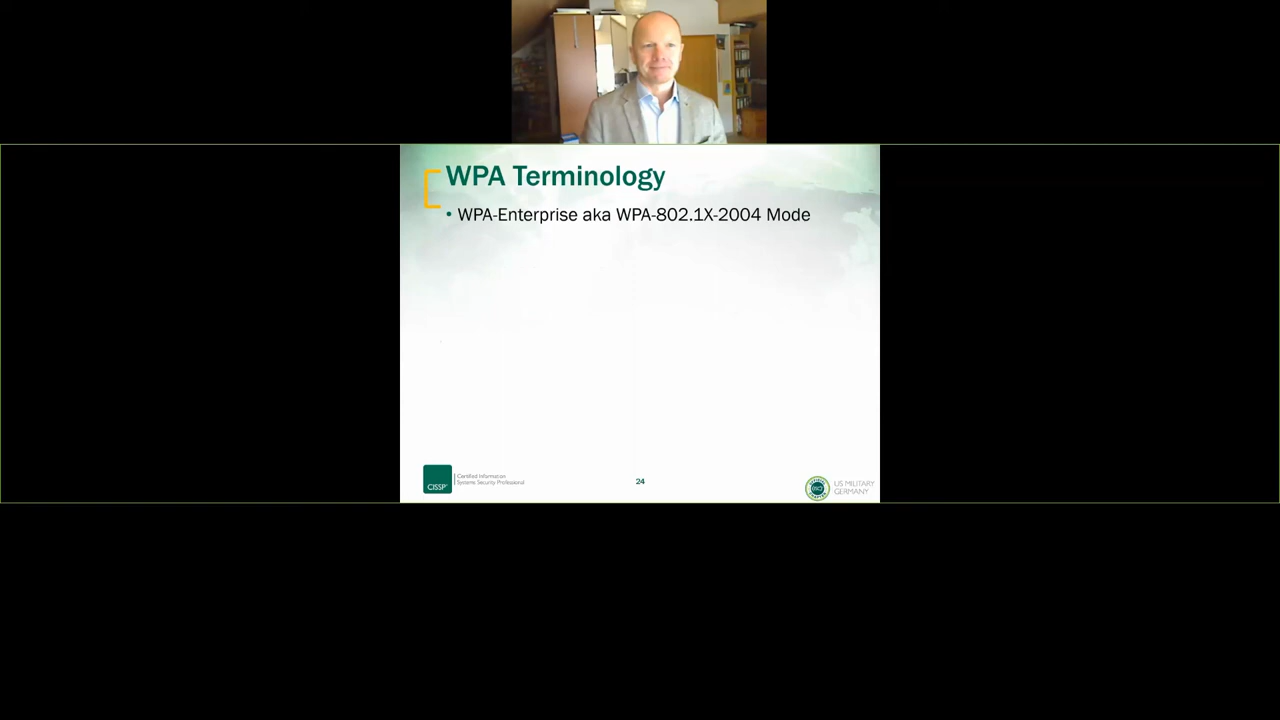 WPA Terminology
• WPA-Enterprise aka WPA-802.1X-2004 Mode
CISSP
Certified Information
Systems Security Professional
24
US MILITARY
GERMANY